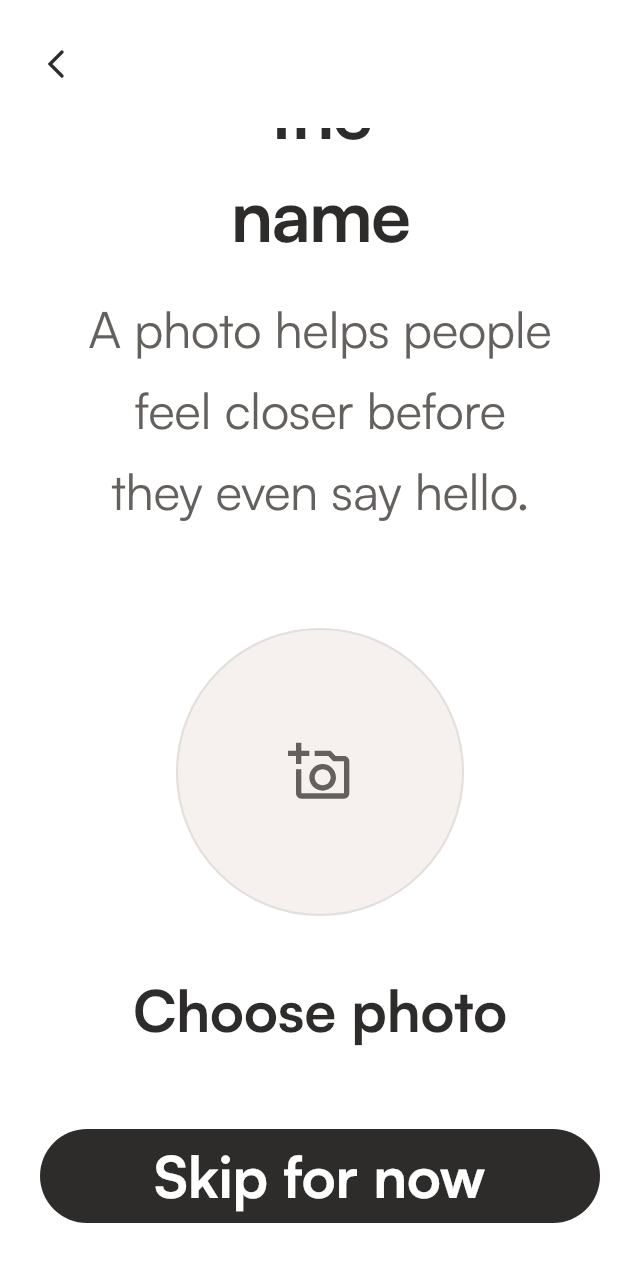 name
A photo helps people
feel closer before
they even say hello.
Choose photo
Skip for now